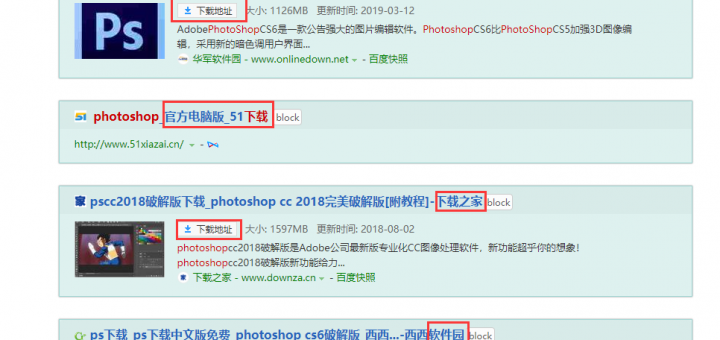 Ps
下载地址 大小: 1126MB 更新时间: 2019-03-12
AdobePhotoShopCS6是一款公告强大的图片编辑软件。PhotoshopCS6比PhotoShopCS5加强3D图像编
辑，采用新的暗色调用户界面...
华军软件园 - www.onlinedown.net - 百度快照
51 photoshop_官方电脑版_51下载 block
http://www.51xiazai.cn/ -
家 pscc2018破解版下载_photoshop cc 2018完美破解版[附教程]-下载之家 block
下载地址 大小: 1597MB 更新时间: 2018-08-02
photoshopcc2018破解版是Adobe公司最新版专业化CC图像处理软件，新功能超乎你的想象！
photoshopcc2018破解版新功能给力...
家 下载之家 - www.downza.cn - 百度快照
ps下载_ps下载中文版免费_photoshop cs6破解版_西西...-西西软件园 block